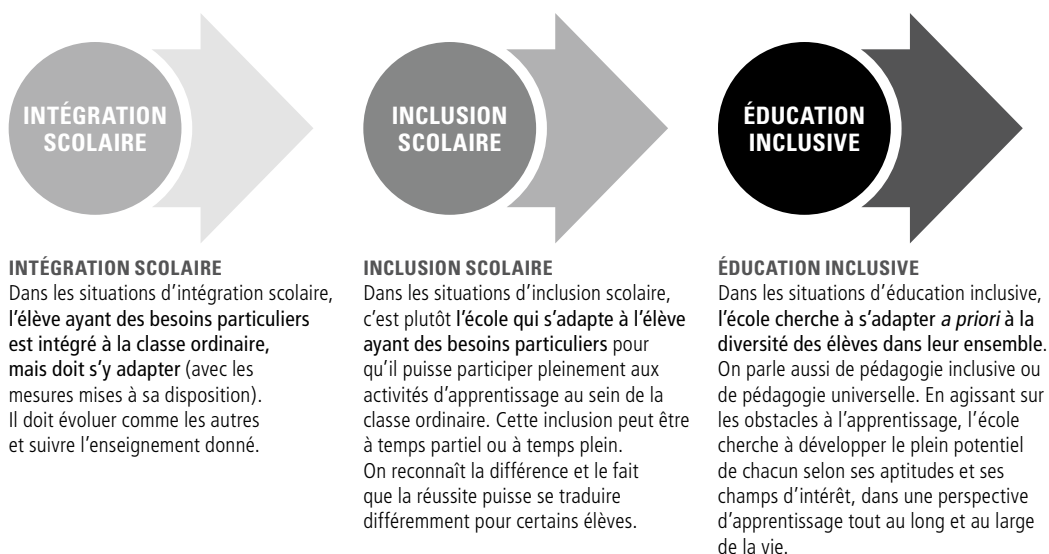 INTÉGRATION
SCOLAIRE
INCLUSION
SCOLAIRE
ÉDUCATION
INCLUSIVE
INTÉGRATION SCOLAIRE
Dans les situations d'intégration scolaire,
l'élève ayant des besoins particuliers
est intégré à la classe ordinaire,
mais doit s'y adapter (avec les
mesures mises à sa disposition).
Il doit évoluer comme les autres
et suivre l'enseignement donné.
INCLUSION SCOLAIRE
Dans les situations d'inclusion scolaire,
c'est plutôt l'école qui s'adapte à l'élève
ayant des besoins particuliers pour
qu'il puisse participer pleinement aux
activités d'apprentissage au sein de la
classe ordinaire. Cette inclusion peut être
à temps partiel ou à temps plein.
On reconnaît la différence et le fait
que la réussite puisse se traduire
différemment pour certains élèves.
ÉDUCATION INCLUSIVE
Dans les situations d'éducation inclusive,
l'école cherche à s'adapter a priori à la
diversité des élèves dans leur ensemble.
On parle aussi de pédagogie inclusive ou
de pédagogie universelle. En agissant sur
les obstacles à l'apprentissage, l'école
cherche à développer le plein potentiel
de chacun selon ses aptitudes et ses
champs d'intérêt, dans une perspective
d'apprentissage tout au long et au large
de la vie.